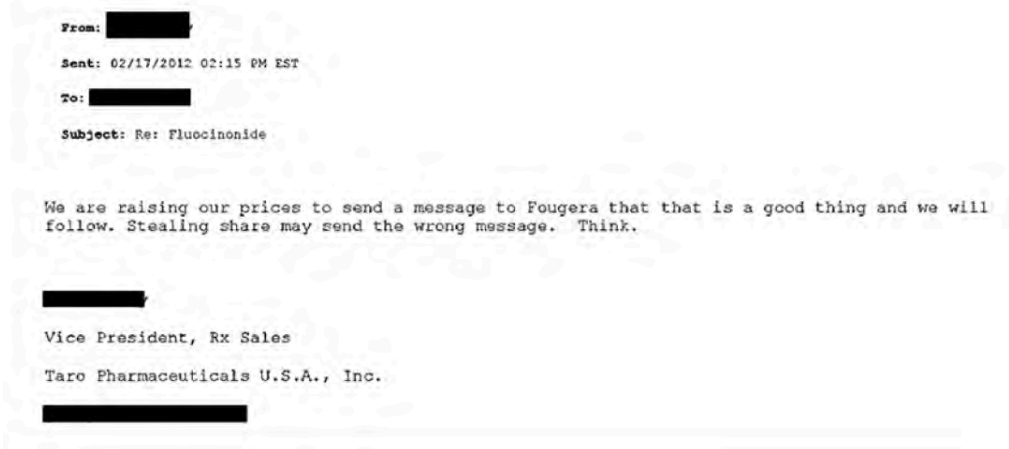 From:
Sent: 02/17/2012 02:15 PM EST
To:
Subject: Re: Fluocinonide
We are raising our prices to send a message to Fougera that that is a good thing and we will
follow. Stealing share may send the wrong message.  Think.
Vice President, Rx Sales
Taro Pharmaceuticals U.S.A., Inc.